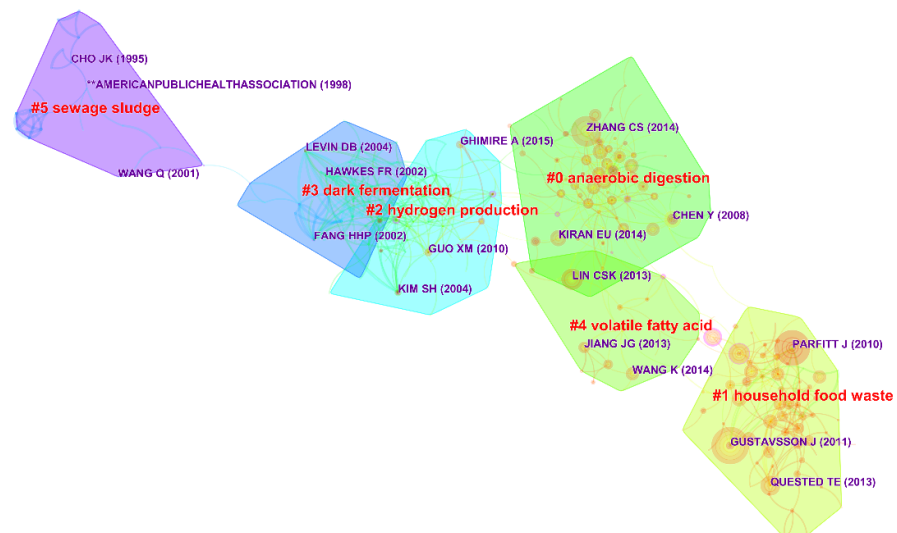 CHO JK (1995)
**AMERICANPUBLICHEALTHASSOCIATION (1998)
#5 sewage sludge
WANG Q (2001)
LEVIN DB (2004)
HAWKES FR (2002)
#3 dark fermentation
#2 hydrogen production
FANG HHP (2002)
GUO XM (2010)
KIM SH (2004)
GHIMIRE A (2015)
ZHANG CS (2014)
#0 anaerobic digestion
CHEN Y (2008)
KIRAN EU (2014)
LIN CSK (2013)
#4 volatile fatty acid
JIANG JG (2013)
WANG K (2014)
PARFITT J (2010)
#1 household food waste
GUSTAVSSON J (2011)
QUESTED TE (2013)